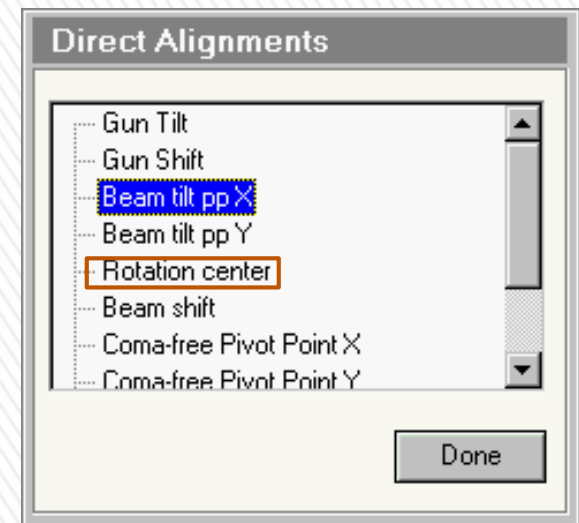 Direct Alignments
Gun Tilt
Gun Shift
Beam tilt pp X
Beam tilt pp Y
Rotation center
Beam shift
Coma-free Pivot Point X
Coma-free Pivot Point Y
Done